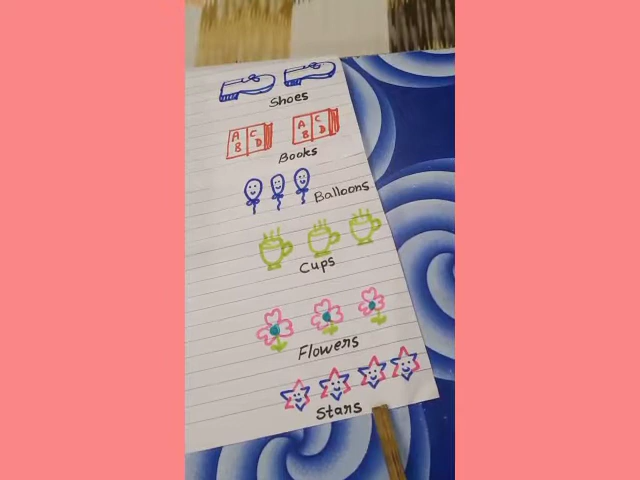 Shoes
A C A C
B D B D
Books
Balloons
Cups
Flowers
Stars